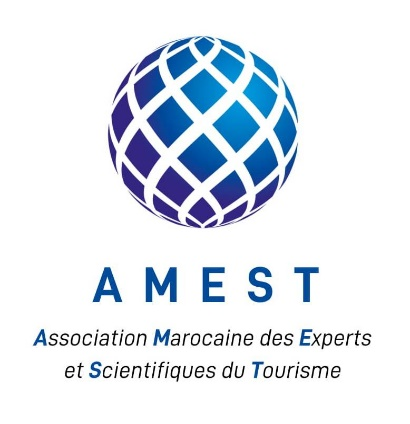 AMEST
Association Marocaine des Experts
et Scientifiques du Tourisme